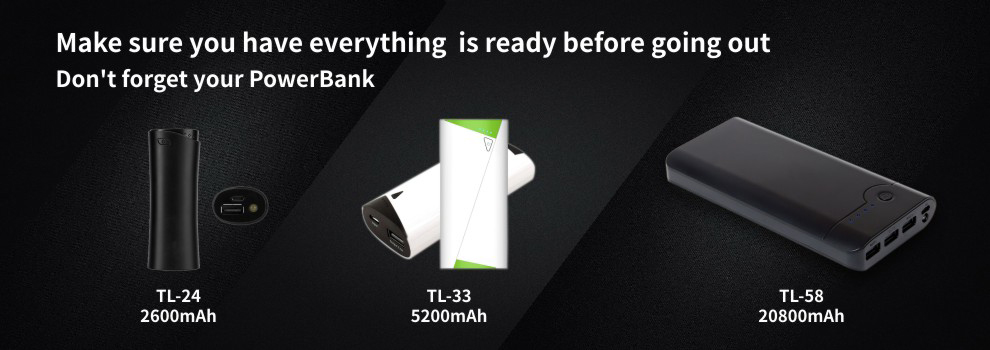 Make sure you have everything  is ready before going out
Don't forget your PowerBank
TL-24
2600mAh
TL-33
5200mAh
TL-58
20800mAh